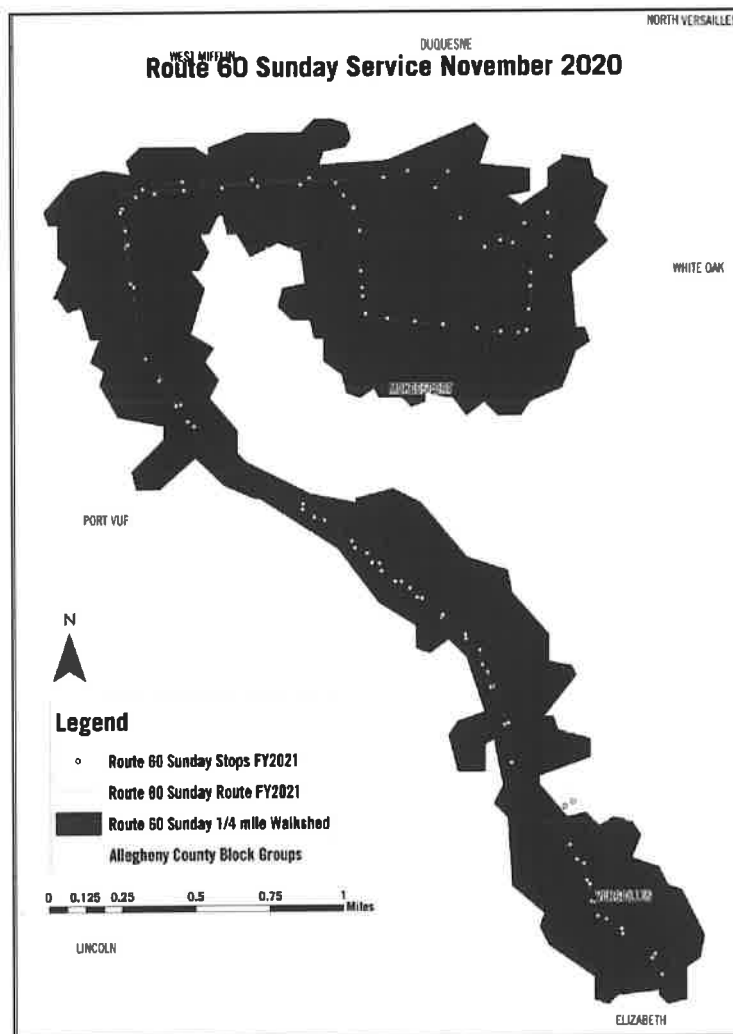 NORTH VERSAILLES
DUQUESNE
WEST MIFFLIN
Route 60 Sunday Service November 2020
WHITE OAK
MCKEESPORT
PORT VUE
N
Legend
Route 60 Sunday Stops FY2021
Route 60 Sunday Route FY2021
Route 60 Sunday 1/4 mile Walkshed
Allegheny County Block Groups
0 0.125 0.25 0.5 0.75 1
Miles
VERSAILLES
LINCOLN
ELIZABETH